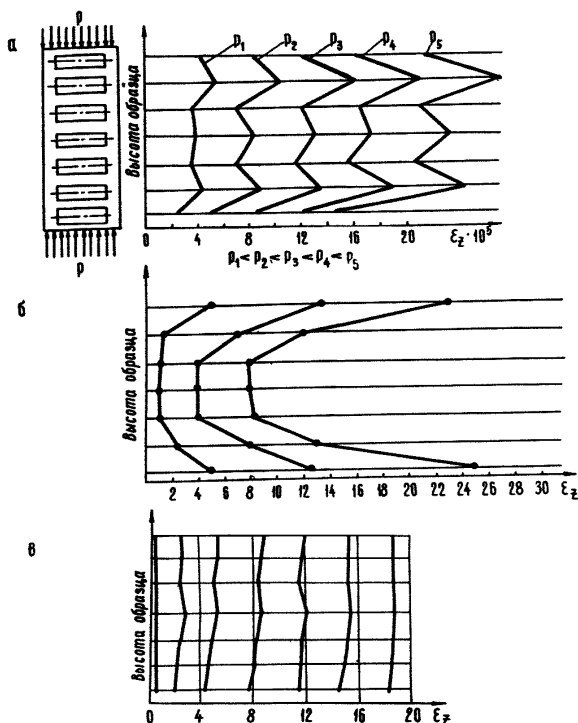 а
p
p₁ p₂ p₃ p₄ p₅
Высота образца
p
0 4 8 12 16 20 ε_z · 10⁵
p₁ < p₂ < p₃ < p₄ < p₅
б
Высота образца
2 4 6 8 10 12 14 16 18 20 22 24 26 28 30 ε_z
в
Высота образца
0 4 8 12 16 20 ε_z